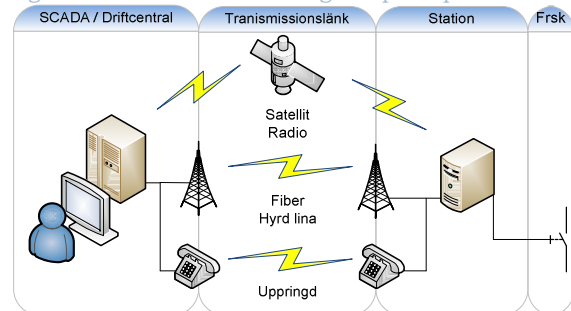 SCADA / Driftcentral
Tranismissionslänk
Station
Frsk
Satellit
Radio
Fiber
Hyrd lina
Uppringd